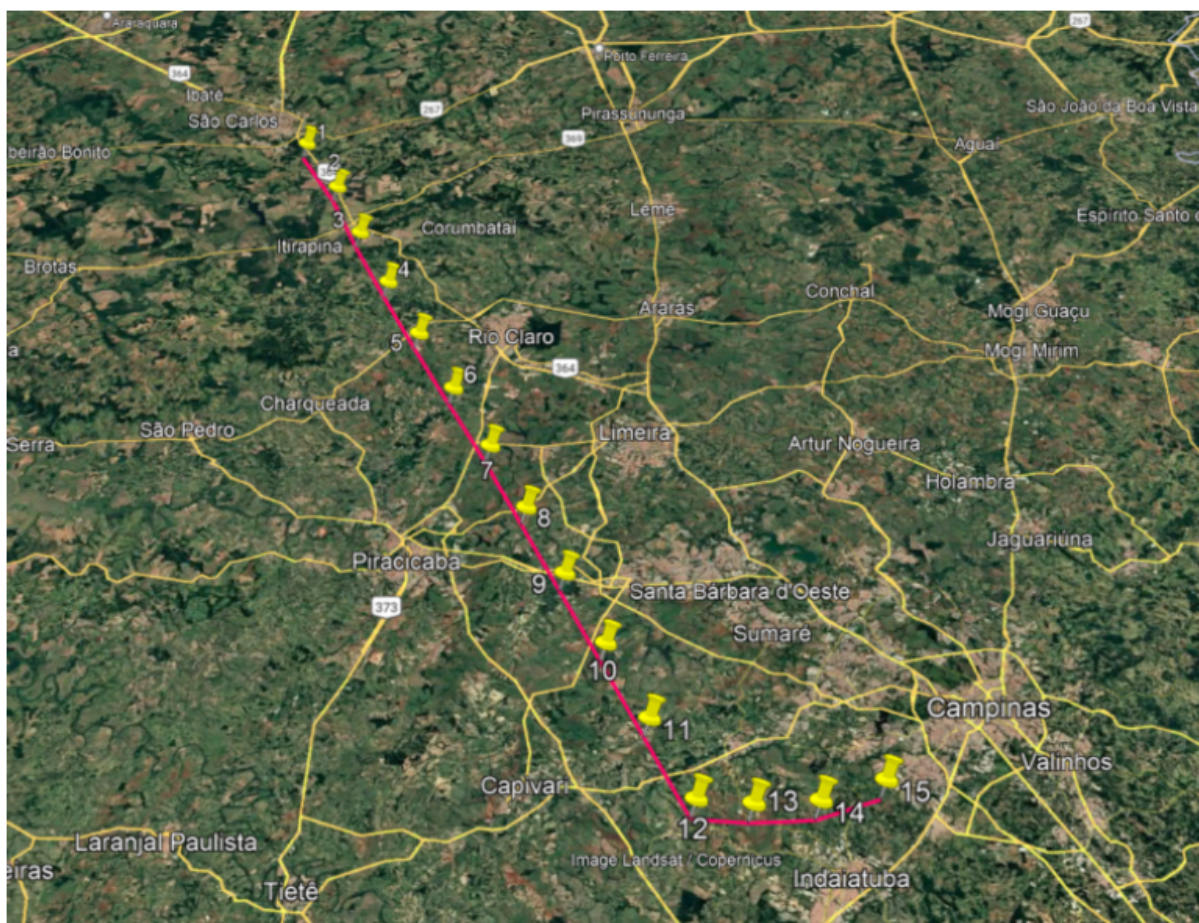 Araraquara
267
Porto Ferreira
364
Ibaté
267
São João da Boa Vista
São Carlos
Pirassununga
1
369
Aguaí
beirão Bonito
2
Leme
Espírito Santo
3
Corumbataí
Itirapina
Brotas
4
Conchal
Araras
Mogi Guaçu
5
Rio Claro
a
Mogi Mirim
364
6
Charqueada
São Pedro
Limeira
Serra
Artur Nogueira
7
Holambra
8
Jaguariúna
Piracicaba
9
Santa Bárbara d'Oeste
373
Sumaré
10
Campinas
11
Valinhos
Capivari
13
15
14
12
Laranjal Paulista
Image Landsat / Copernicus
eiras
Indaiatuba
Tietê